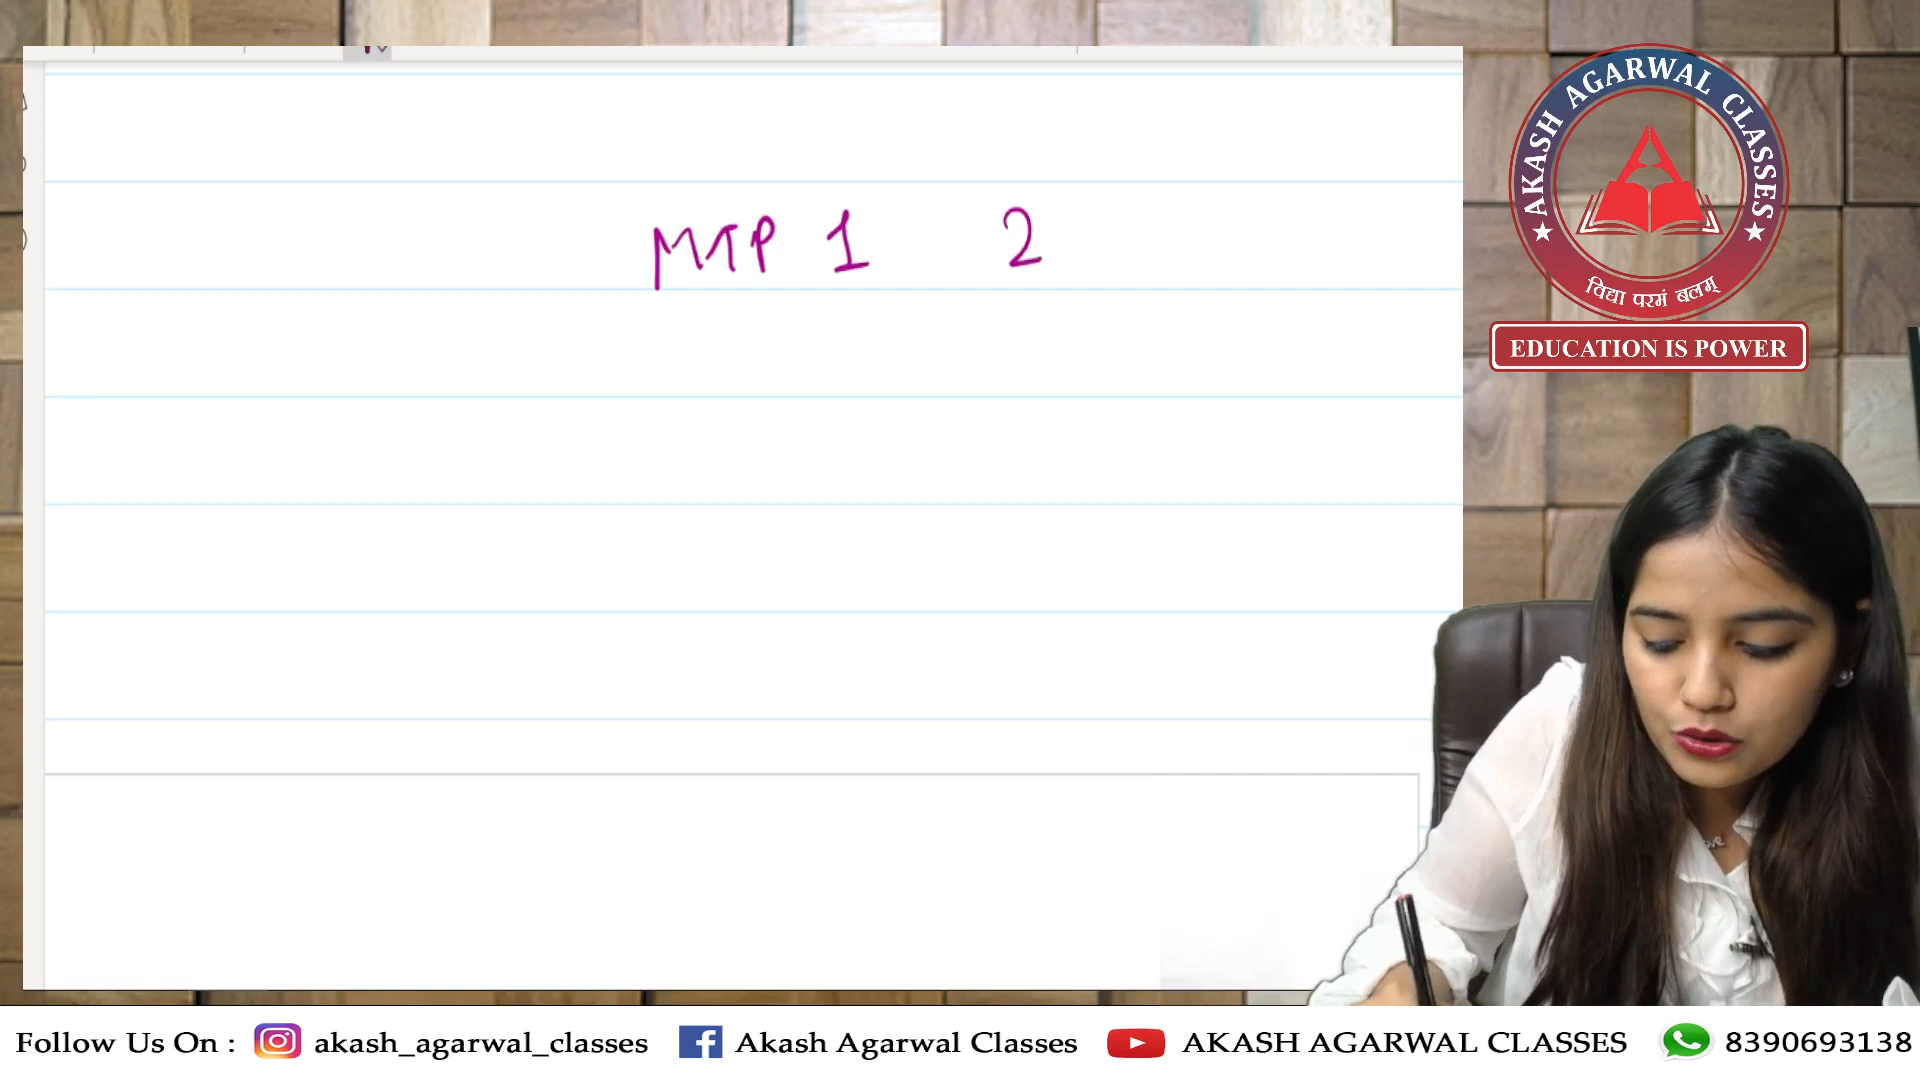 MTP 1 2
AKASH AGARWAL CLASSES
विद्या परमं बलम्
EDUCATION IS POWER
Follow Us On : akash_agarwal_classes Akash Agarwal Classes AKASH AGARWAL CLASSES 8390693138